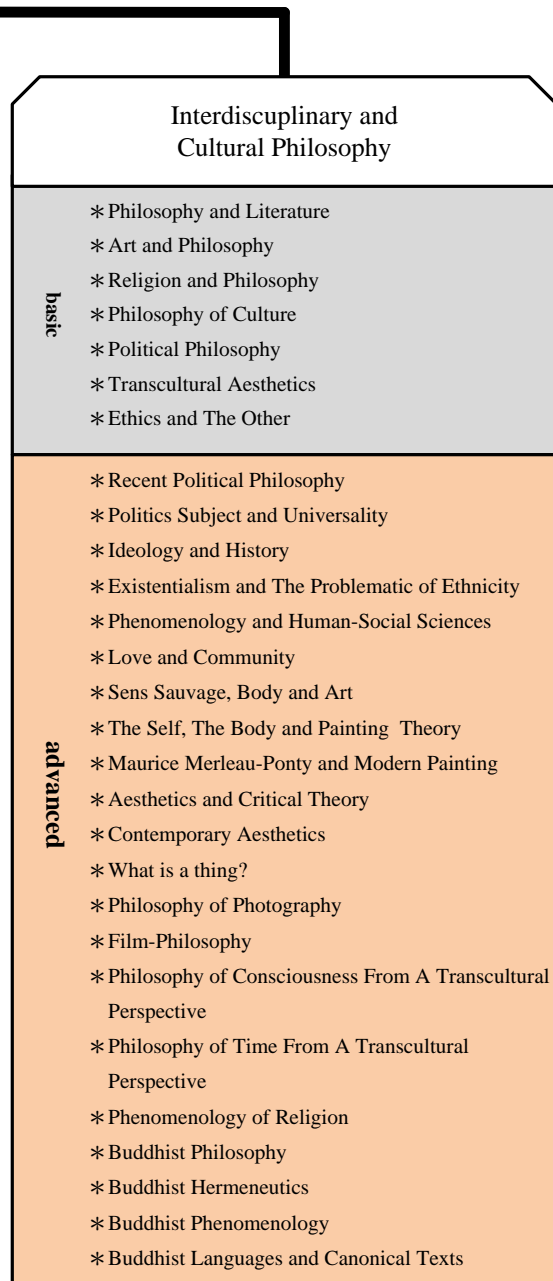 Interdiscuplinary and
Cultural Philosophy
basic
＊Philosophy and Literature
＊Art and Philosophy
＊Religion and Philosophy
＊Philosophy of Culture
＊Political Philosophy
＊Transcultural Aesthetics
＊Ethics and The Other
advanced
＊Recent Political Philosophy
＊Politics Subject and Universality
＊Ideology and History
＊Existentialism and The Problematic of Ethnicity
＊Phenomenology and Human-Social Sciences
＊Love and Community
＊Sens Sauvage, Body and Art
＊The Self, The Body and Painting Theory
＊Maurice Merleau-Ponty and Modern Painting
＊Aesthetics and Critical Theory
＊Contemporary Aesthetics
＊What is a thing?
＊Philosophy of Photography
＊Film-Philosophy
＊Philosophy of Consciousness From A Transcultural
Perspective
＊Philosophy of Time From A Transcultural
Perspective
＊Phenomenology of Religion
＊Buddhist Philosophy
＊Buddhist Hermeneutics
＊Buddhist Phenomenology
＊Buddhist Languages and Canonical Texts